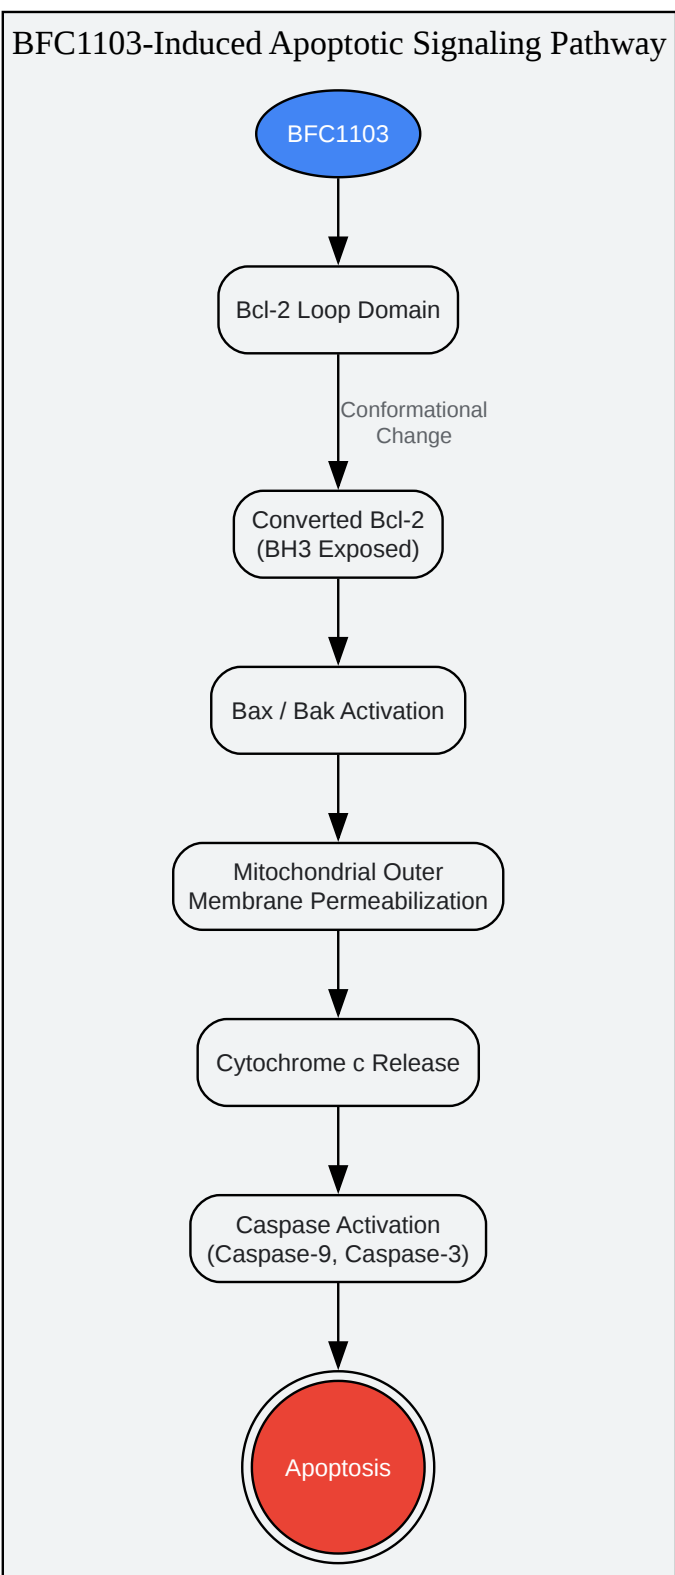 BFC1103-Induced Apoptotic Signaling Pathway
BFC1103
Bcl-2 Loop Domain
Conformational
Change
Converted Bcl-2
(BH3 Exposed)
Bax / Bak Activation
Mitochondrial Outer
Membrane Permeabilization
Cytochrome c Release
Caspase Activation
(Caspase-9, Caspase-3)
Apoptosis